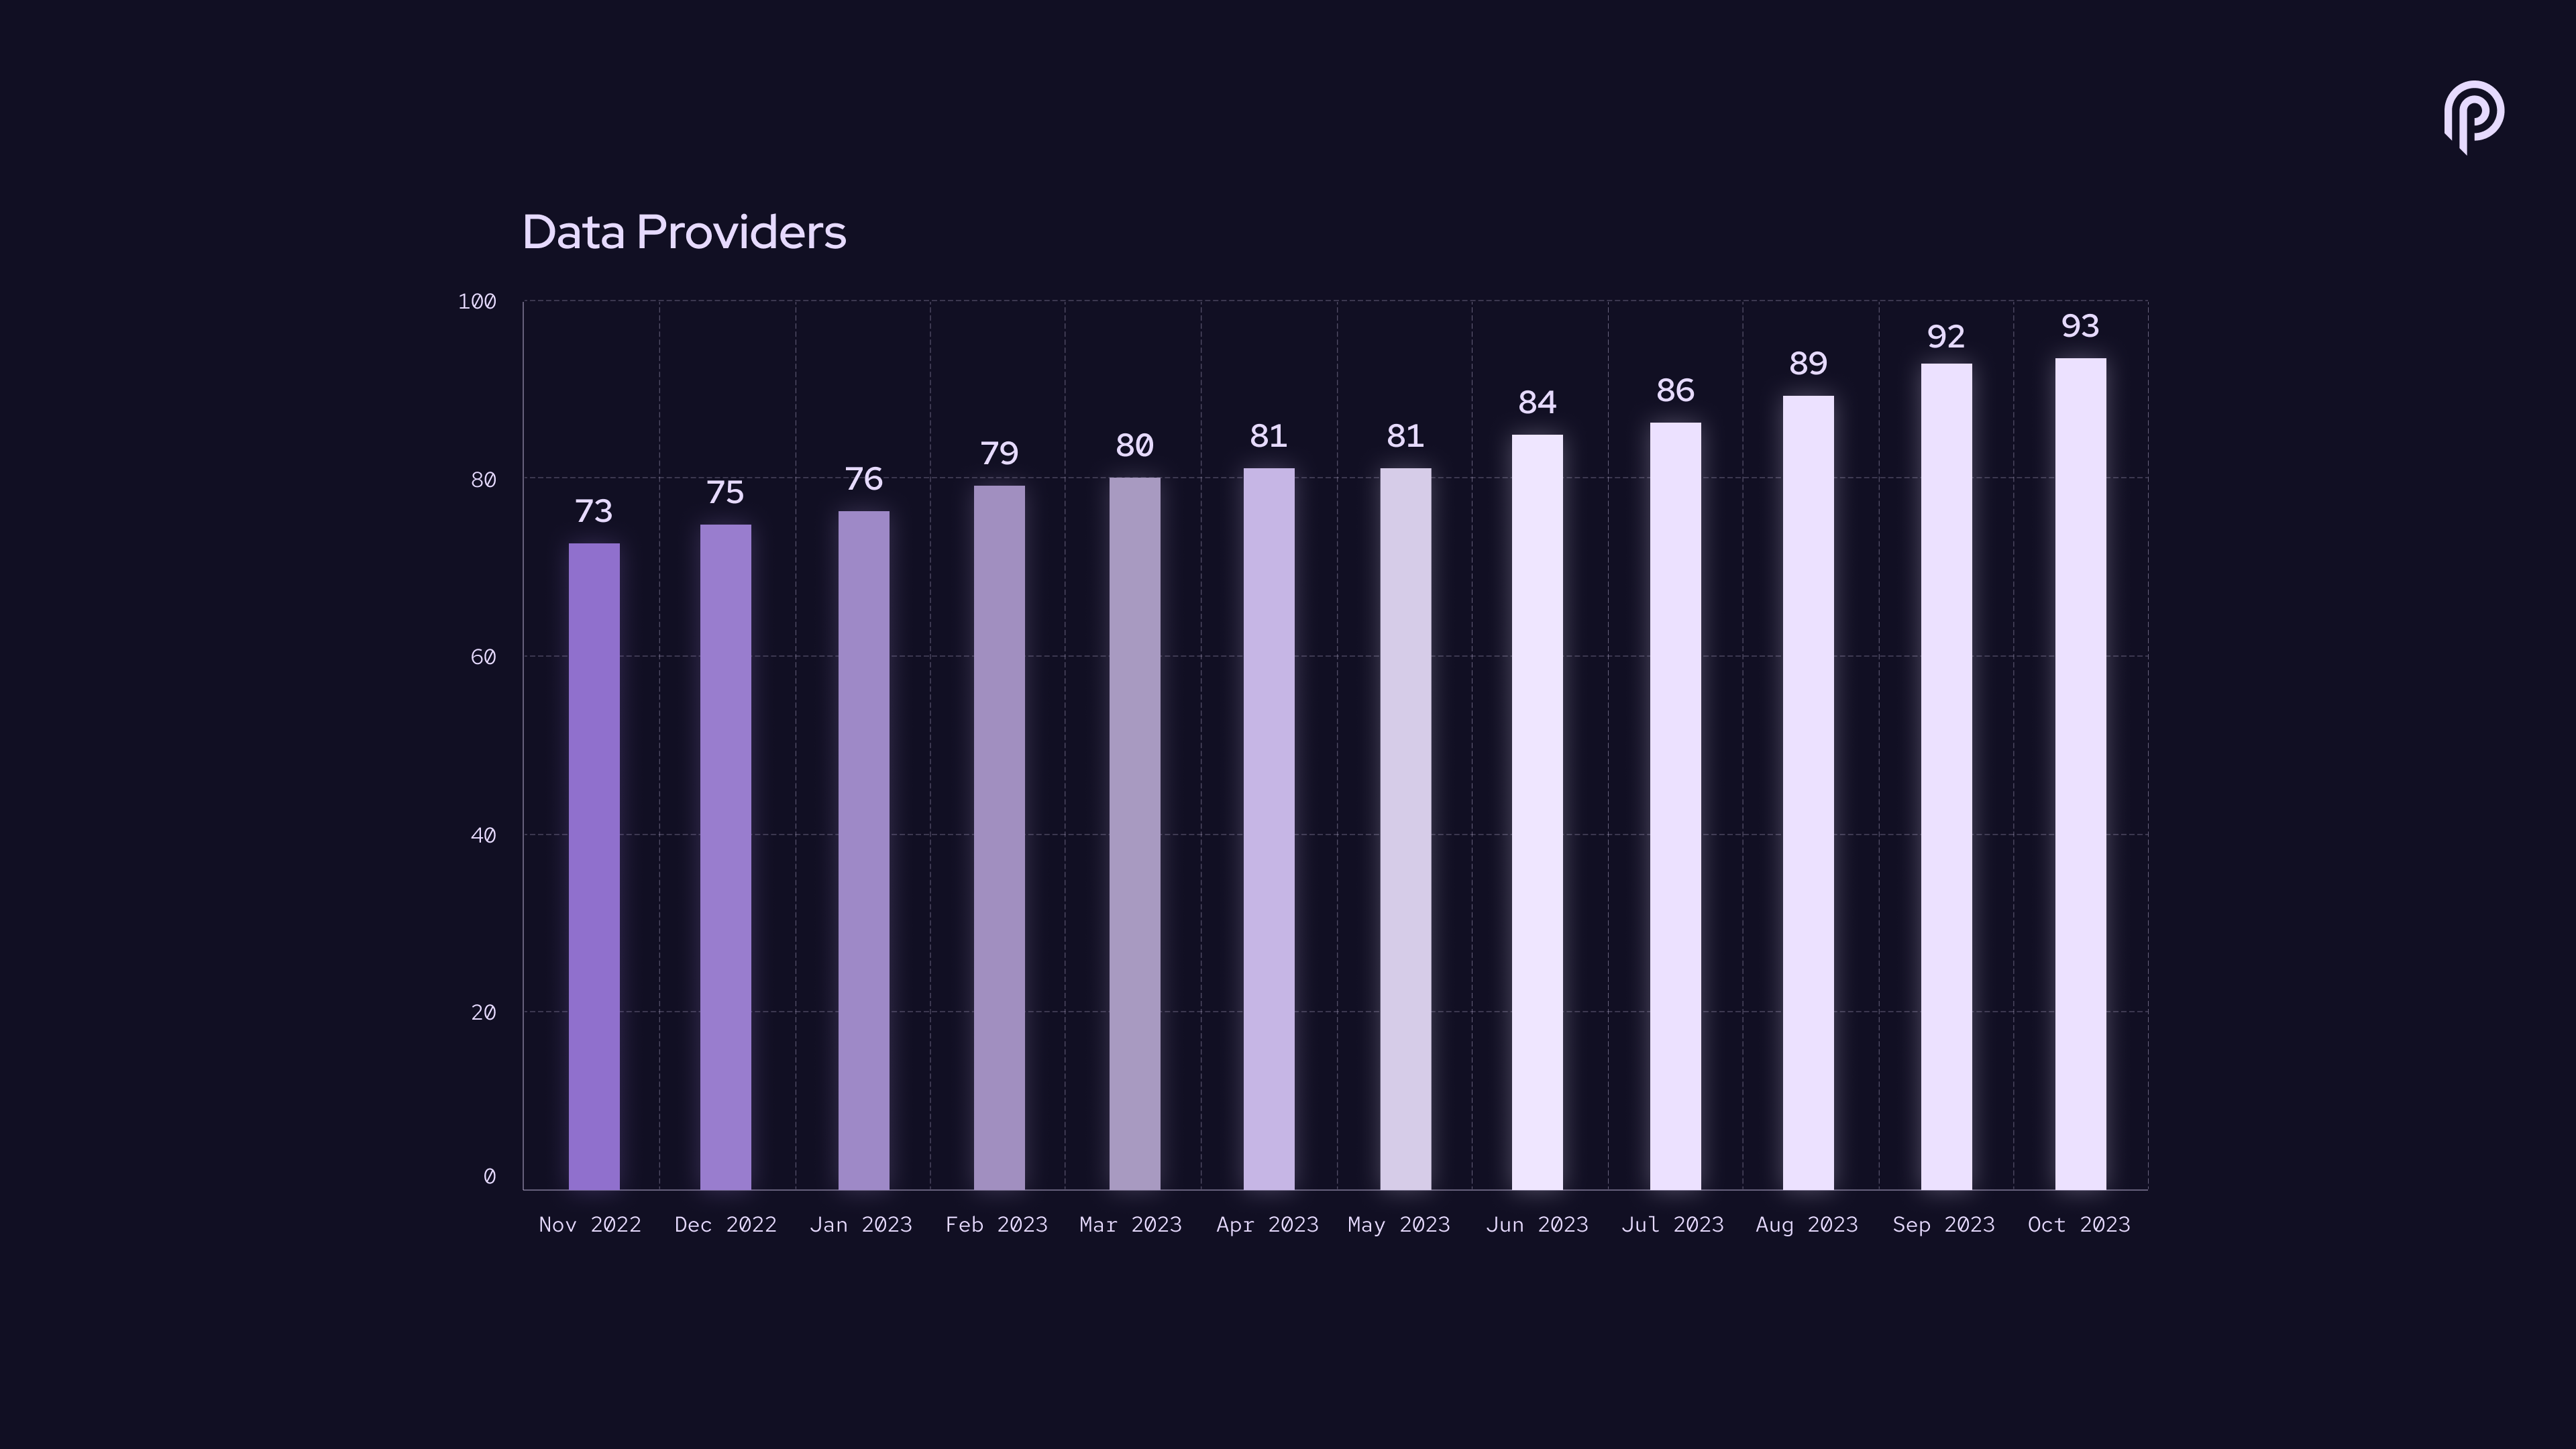 Data Providers
100
80
60
40
20
0
73
75
76
79
80
81
81
84
86
89
92
93
Nov 2022
Dec 2022
Jan 2023
Feb 2023
Mar 2023
Apr 2023
May 2023
Jun 2023
Jul 2023
Aug 2023
Sep 2023
Oct 2023